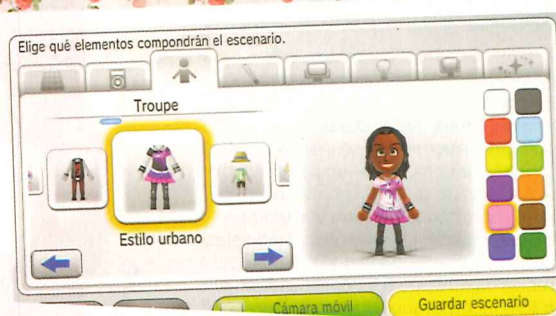 Elige qué elementos compondrán el escenario.
Troupe
Estilo urbano
Cámara móvil
Guardar escenario